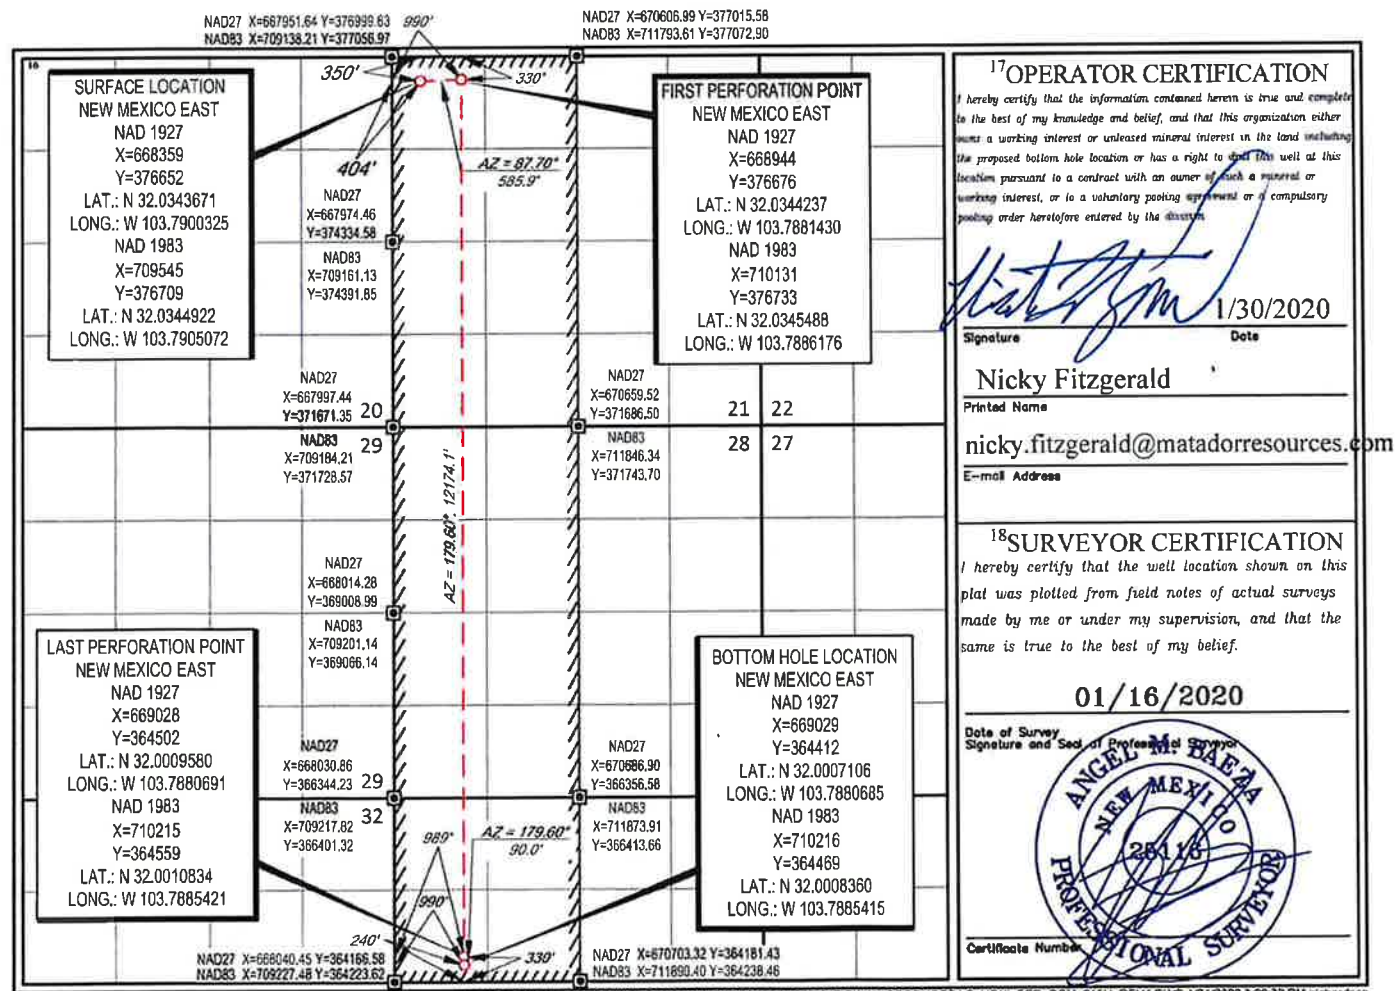 NAD27 X=667951.64 Y=376999.63
NAD83 X=709138.21 Y=377056.97
990'
NAD27 X=670606.99 Y=377015.58
NAD83 X=711793.61 Y=377072.90
16
350'
330'
404'
AZ = 87.70°
585.9'
SURFACE LOCATION
NEW MEXICO EAST
NAD 1927
X=668359
Y=376652
LAT.: N 32.0343671
LONG.: W 103.7900325
NAD 1983
X=709545
Y=376709
LAT.: N 32.0344922
LONG.: W 103.7905072
FIRST PERFORATION POINT
NEW MEXICO EAST
NAD 1927
X=668944
Y=376676
LAT.: N 32.0344237
LONG.: W 103.7881430
NAD 1983
X=710131
Y=376733
LAT.: N 32.0345488
LONG.: W 103.7886176
NAD27
X=667974.46
Y=374334.58
NAD83
X=709161.13
Y=374391.85
NAD27
X=667997.44
Y=371671.35
20
NAD83
X=709184.21
Y=371728.57
29
NAD27
X=670659.52
Y=371686.50
NAD83
X=711846.34
Y=371743.70
21 22
28 27
AZ = 179.60°, 12174.1'
NAD27
X=668014.28
Y=369008.99
NAD83
X=709201.14
Y=369066.14
LAST PERFORATION POINT
NEW MEXICO EAST
NAD 1927
X=669028
Y=364502
LAT.: N 32.0009580
LONG.: W 103.7880691
NAD 1983
X=710215
Y=364559
LAT.: N 32.0010834
LONG.: W 103.7885421
BOTTOM HOLE LOCATION
NEW MEXICO EAST
NAD 1927
X=669029
Y=364412
LAT.: N 32.0007106
LONG.: W 103.7880685
NAD 1983
X=710216
Y=364469
LAT.: N 32.0008360
LONG.: W 103.7885415
NAD27
X=668030.86
Y=366344.23
29
NAD83
X=709217.82
Y=366401.32
32
NAD27
X=670686.90
Y=366356.58
NAD83
X=711873.91
Y=366413.66
989'
AZ = 179.60°
90.0'
990'
240'
330'
NAD27 X=668040.45 Y=364166.58
NAD83 X=709227.48 Y=364223.62
NAD27 X=670703.32 Y=364181.43
NAD83 X=711890.40 Y=364238.46
17OPERATOR CERTIFICATION
I hereby certify that the information contained herein is true and complete
to the best of my knowledge and belief, and that this organization either
owns a working interest or unleased mineral interest in the land including
the proposed bottom hole location or has a right to drill this well at this
location pursuant to a contract with an owner of such a mineral or
working interest, or to a voluntary pooling agreement or a compulsory
pooling order heretofore entered by the division
1/30/2020
Signature Date
Nicky Fitzgerald
Printed Name
nicky.fitzgerald@matadorresources.com
E-mail Address
18SURVEYOR CERTIFICATION
I hereby certify that the well location shown on this
plat was plotted from field notes of actual surveys
made by me or under my supervision, and that the
same is true to the best of my belief.
01/16/2020
Date of Survey
Signature and Seal of Professional Surveyor
ANGEL M. BAEZA
NEW MEXICO
25116
PROFESSIONAL SURVEYOR
Certificate Number